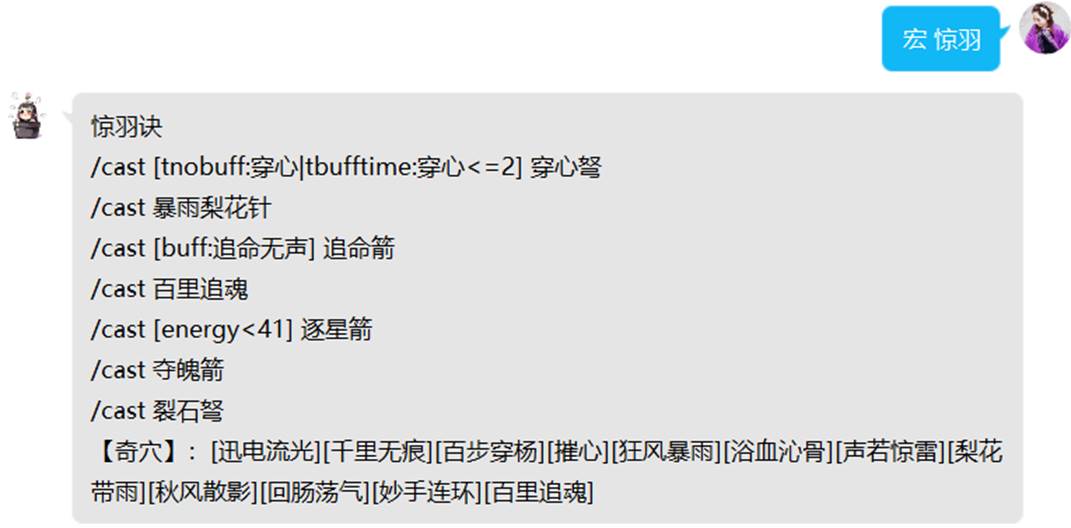 宏 惊羽
惊羽诀
/cast [tnobuff:穿心|tbufftime:穿心<=2] 穿心弩
/cast 暴雨梨花针
/cast [buff:追命无声] 追命箭
/cast 百里追魂
/cast [energy<41] 逐星箭
/cast 夺魄箭
/cast 裂石弩
【奇穴】: [迅电流光][千里无痕][百步穿杨][摧心][狂风暴雨][浴血沁骨][声若惊雷][梨花
带雨][秋风散影][回肠荡气][妙手连环][百里追魂]